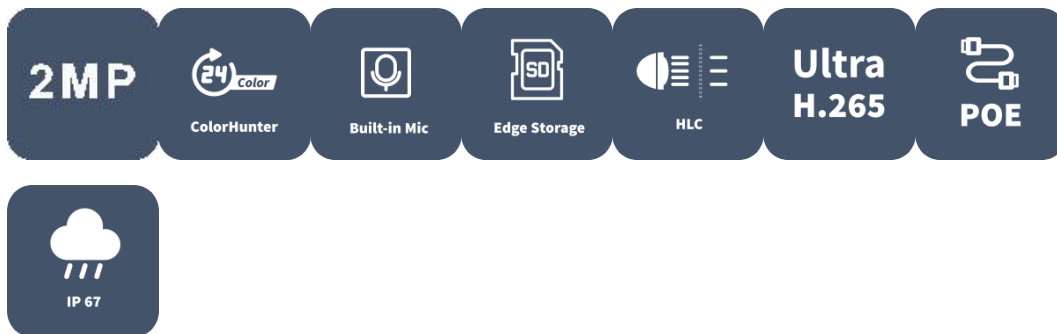 2MP
24 Color
ColorHunter
Built-in Mic
SD
Edge Storage
HLC
Ultra
H.265
POE
IP 67